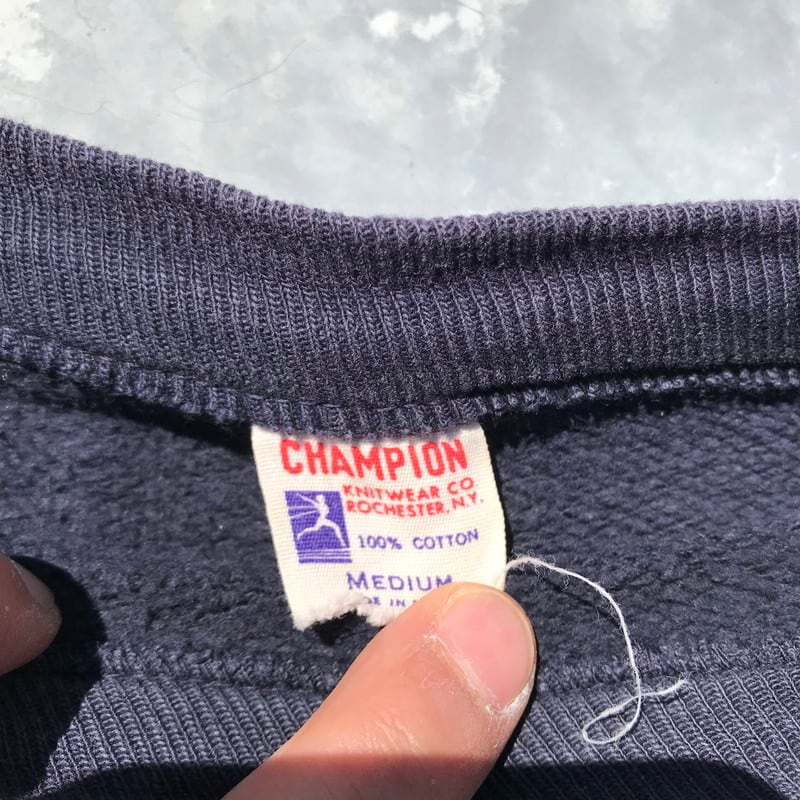 CHAMPION
KNITWEAR CO.
ROCHESTER, N.Y.
100% COTTON
MEDIUM